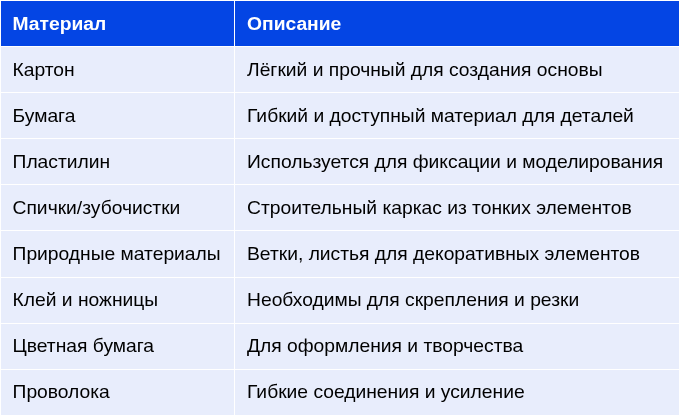 Материал Описание
Картон Лёгкий и прочный для создания основы
Бумага Гибкий и доступный материал для деталей
Пластилин Используется для фиксации и моделирования
Спички/зубочистки Строительный каркас из тонких элементов
Природные материалы Ветки, листья для декоративных элементов
Клей и ножницы Необходимы для скрепления и резки
Цветная бумага Для оформления и творчества
Проволока Гибкие соединения и усиление